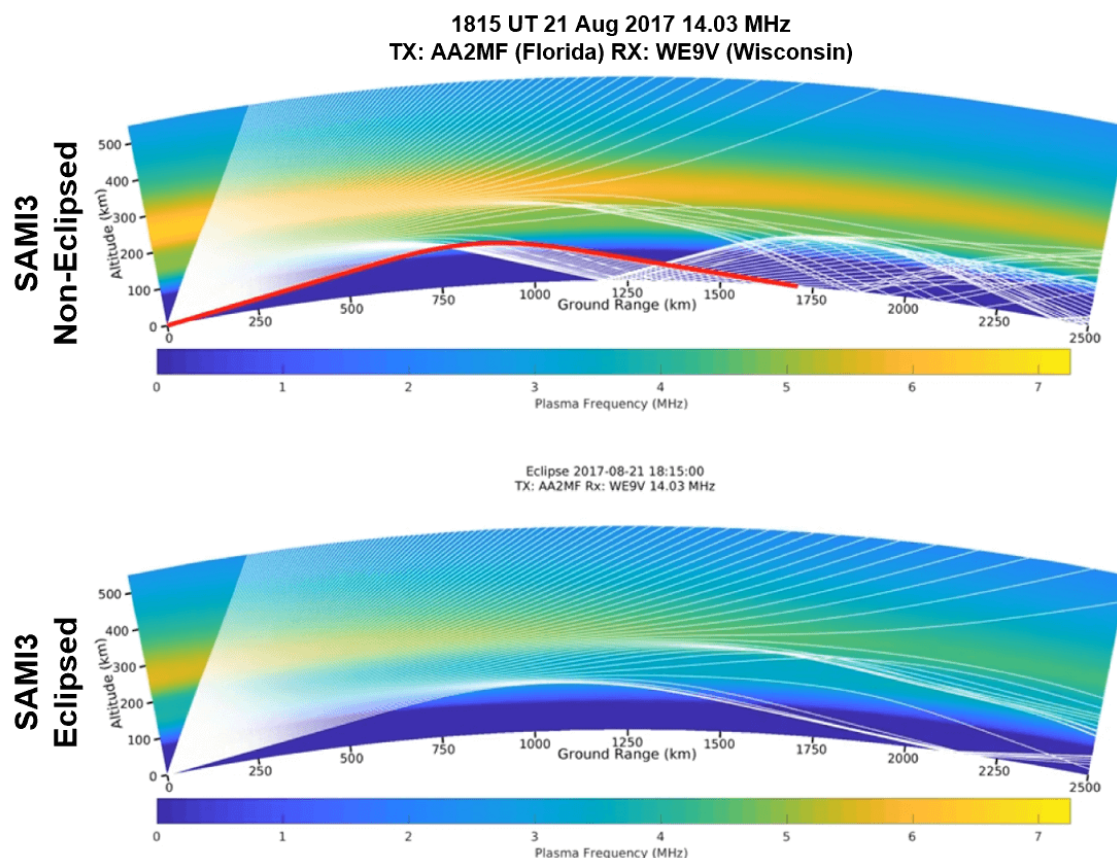 1815 UT 21 Aug 2017 14.03 MHz
TX: AA2MF (Florida) RX: WE9V (Wisconsin)
SAMI3
Non-Eclipsed
Altitude (km)
500
400
300
200
100
0
0
250
500
750
1000
1250
1500
1750
2000
2250
2500
Ground Range (km)
0 1 2 3 4 5 6 7
Plasma Frequency (MHz)
Eclipse 2017-08-21 18:15:00
TX: AA2MF Rx: WE9V 14.03 MHz
SAMI3
Eclipsed
Altitude (km)
500
400
300
200
100
0
0
250
500
750
1000
1250
1500
1750
2000
2250
2500
Ground Range (km)
0 1 2 3 4 5 6 7
Plasma Frequency (MHz)